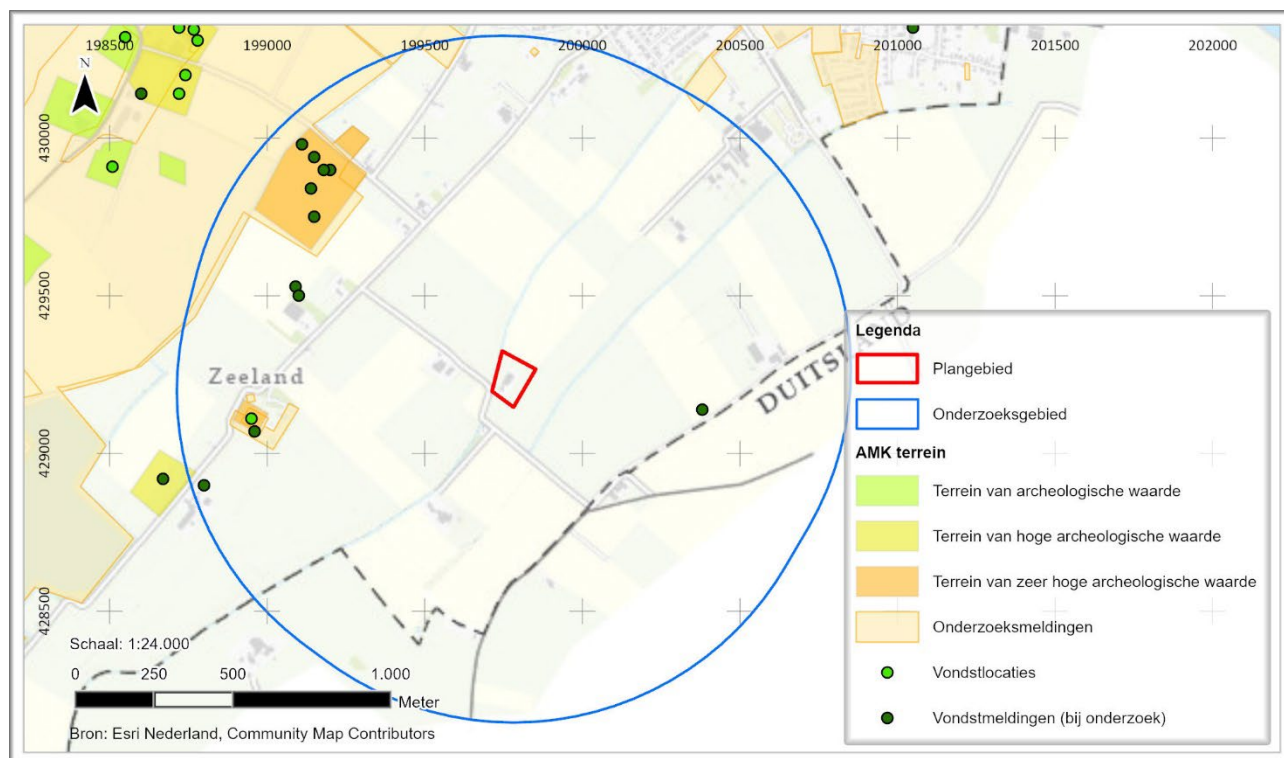 198500 199000 199500 200000 200500 201000 201500 202000
N
430000
429500
429000
428500
Zeeland
DUITSLAND
Schaal: 1:24.000
0 250 500 1.000
Meter
Bron: Esri Nederland, Community Map Contributors
Legenda
Plangebied
Onderzoeksgebied
AMK terrein
Terrein van archeologische waarde
Terrein van hoge archeologische waarde
Terrein van zeer hoge archeologische waarde
Onderzoeksmeldingen
Vondstlocaties
Vondstmeldingen (bij onderzoek)